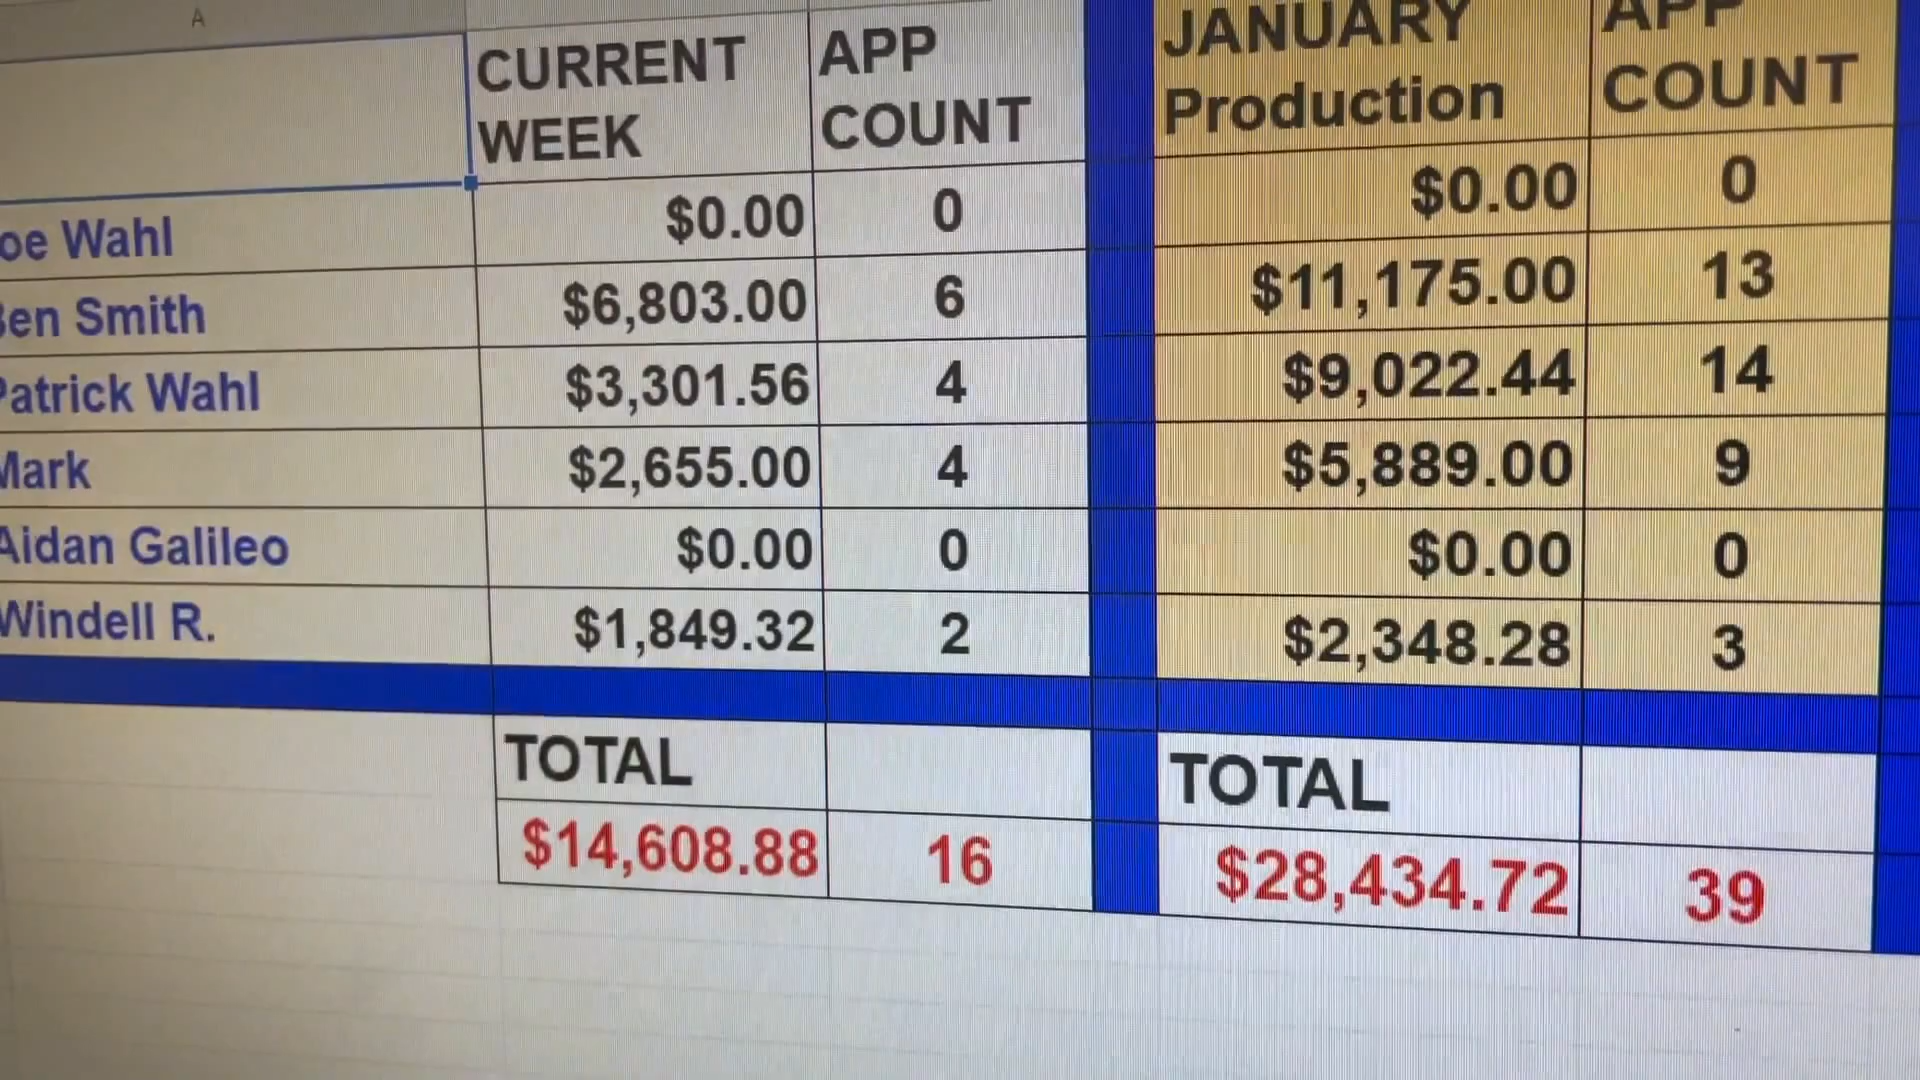 A
CURRENT WEEK APP COUNT JANUARY Production APP COUNT
oe Wahl $0.00 0 $0.00 0
Ben Smith $6,803.00 6 $11,175.00 13
Patrick Wahl $3,301.56 4 $9,022.44 14
Mark $2,655.00 4 $5,889.00 9
Aidan Galileo $0.00 0 $0.00 0
Windell R. $1,849.32 2 $2,348.28 3
TOTAL TOTAL
$14,608.88 16 $28,434.72 39